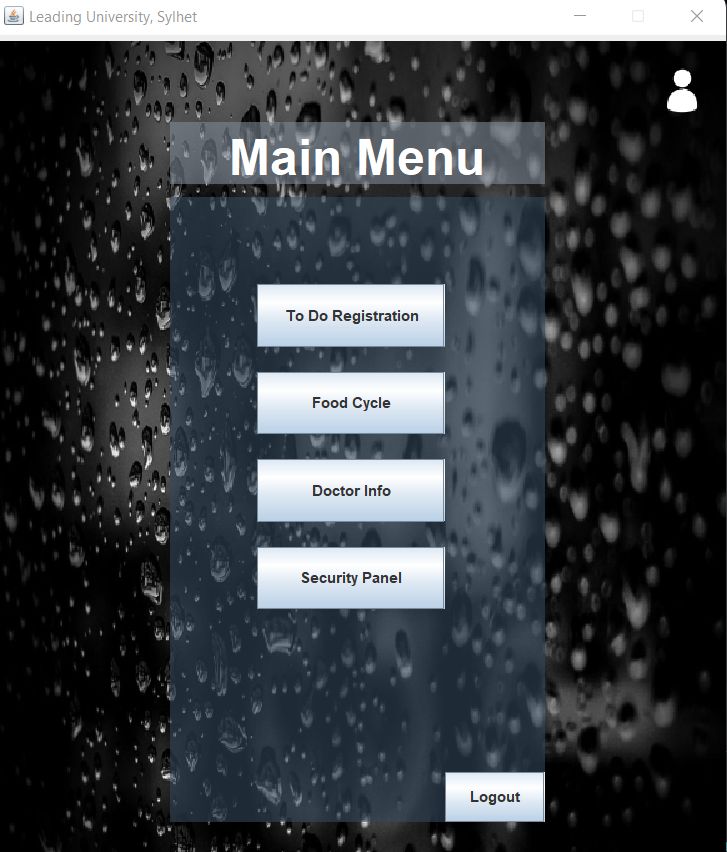 Leading University, Sylhet
Main Menu
To Do Registration
Food Cycle
Doctor Info
Security Panel
Logout